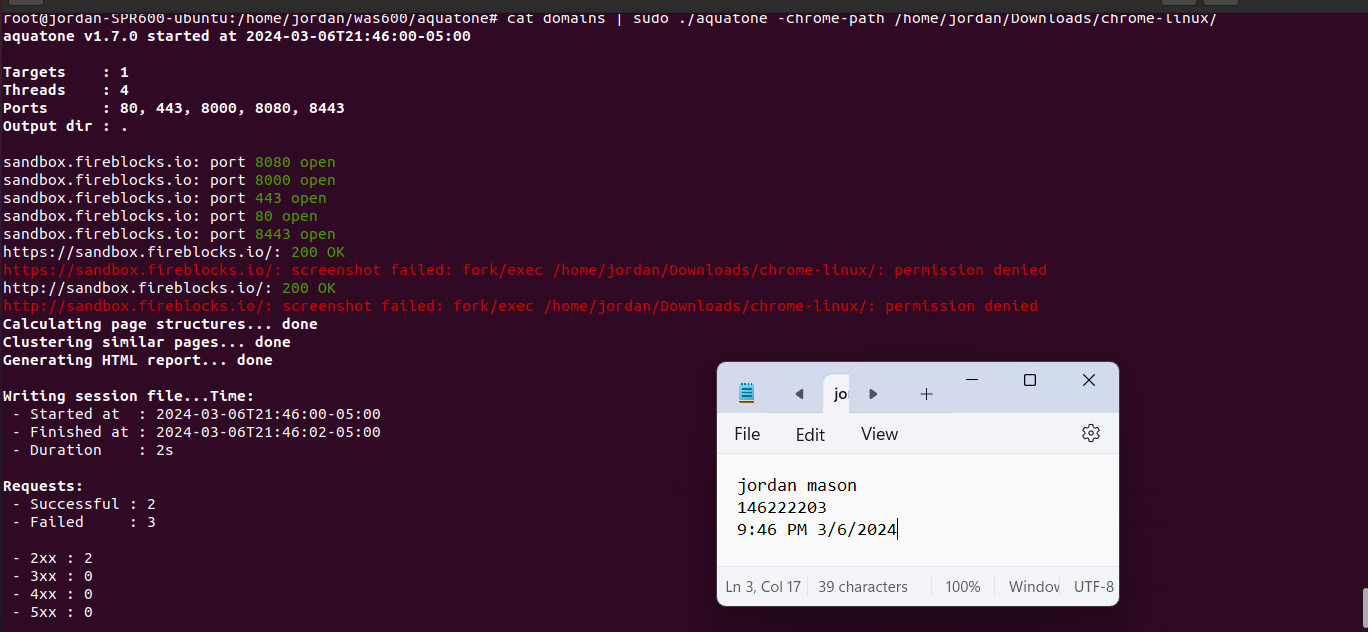 root@jordan-SPR600-ubuntu:/home/jordan/was600/aquatone# cat domains | sudo ./aquatone -chrome-path /home/jordan/Downloads/chrome-linux/
aquatone v1.7.0 started at 2024-03-06T21:46:00-05:00
Targets    : 1
Threads    : 4
Ports      : 80, 443, 8000, 8080, 8443
Output dir : .
sandbox.fireblocks.io: port 8080 open
sandbox.fireblocks.io: port 8000 open
sandbox.fireblocks.io: port 443 open
sandbox.fireblocks.io: port 80 open
sandbox.fireblocks.io: port 8443 open
https://sandbox.fireblocks.io/: 200 OK
https://sandbox.fireblocks.io/: screenshot failed: fork/exec /home/jordan/Downloads/chrome-linux/: permission denied
http://sandbox.fireblocks.io/: 200 OK
http://sandbox.fireblocks.io/: screenshot failed: fork/exec /home/jordan/Downloads/chrome-linux/: permission denied
Calculating page structures... done
Clustering similar pages... done
Generating HTML report... done
Writing session file...Time:
 - Started at  : 2024-03-06T21:46:00-05:00
 - Finished at : 2024-03-06T21:46:02-05:00
 - Duration    : 2s
Requests:
 - Successful : 2
 - Failed     : 3
 - 2xx : 2
 - 3xx : 0
 - 4xx : 0
 - 5xx : 0
jo
File Edit View
jordan mason
146222203
9:46 PM 3/6/2024
Ln 3, Col 17 39 characters 100% Window UTF-8